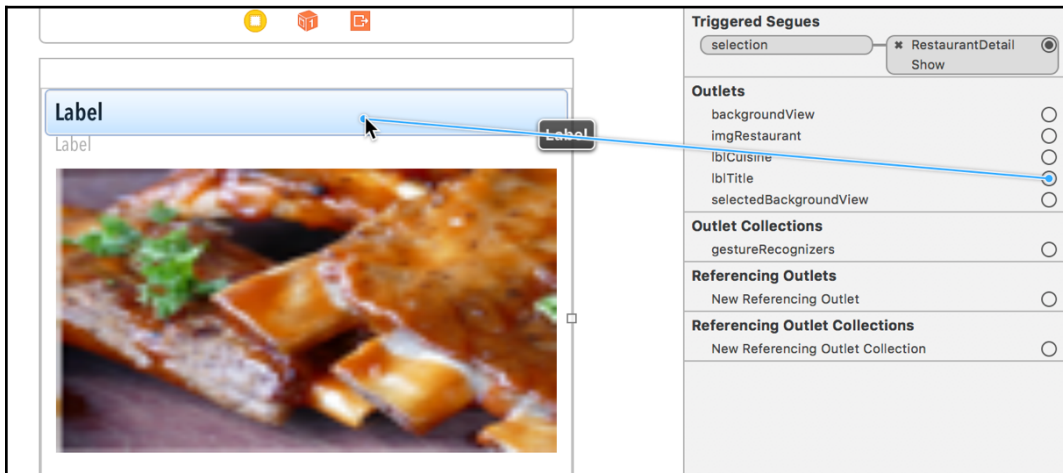 Label
Label
Label
Triggered Segues
selection
RestaurantDetail
Show
Outlets
backgroundView
imgRestaurant
lblCuisine
lblTitle
selectedBackgroundView
Outlet Collections
gestureRecognizers
Referencing Outlets
New Referencing Outlet
Referencing Outlet Collections
New Referencing Outlet Collection